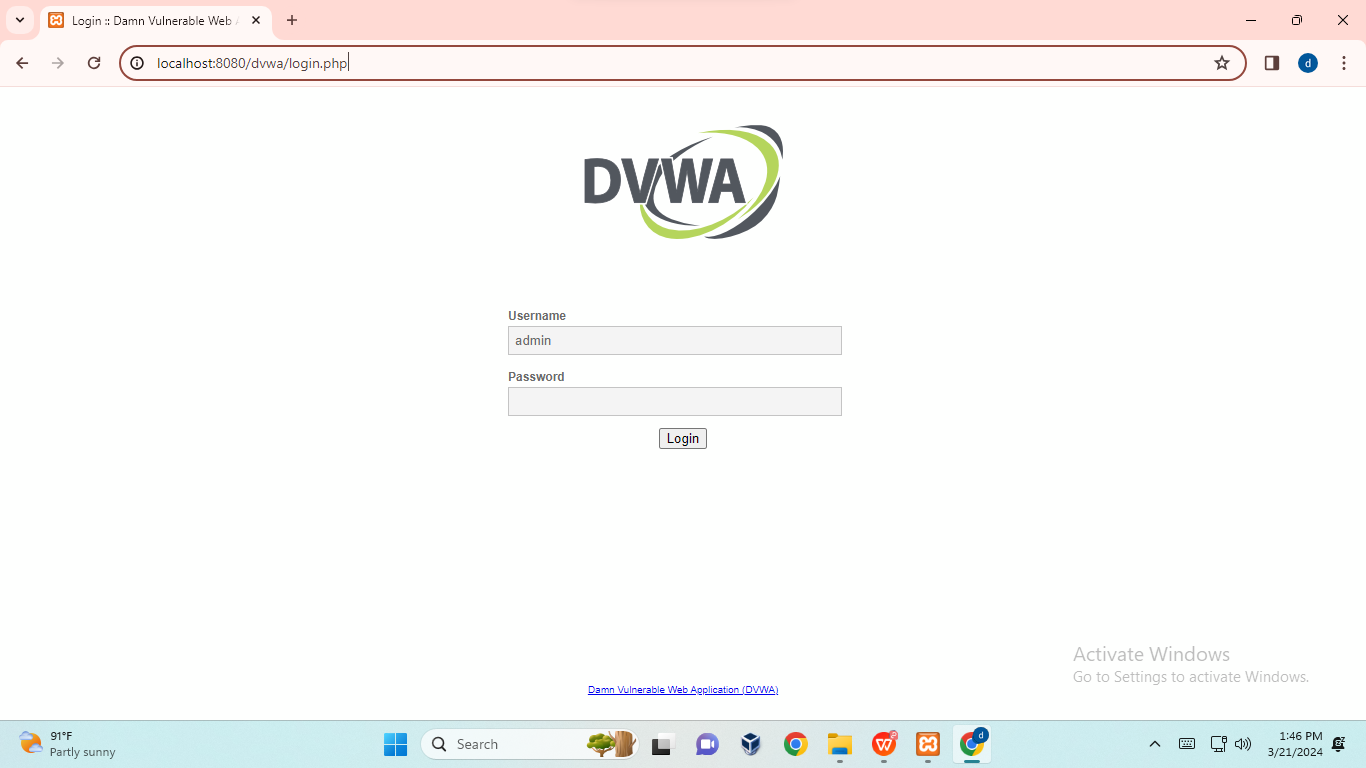 Login :: Damn Vulnerable Web A
localhost:8080/dvwa/login.php
d
DVWA
Username
admin
Password
Login
Activate Windows
Go to Settings to activate Windows.
Damn Vulnerable Web Application (DVWA)
91°F
Partly sunny
Search
W
d
1:46 PM
3/21/2024